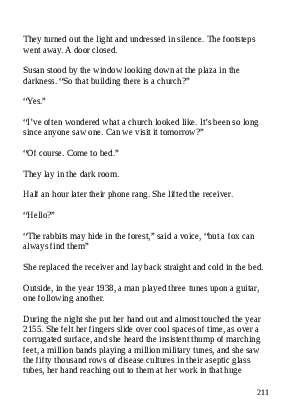 They turned out the light and undressed in silence. The footsteps
went away. A door closed.
Susan stood by the window looking down at the plaza in the
darkness. “So that building there is a church?”
“Yes.”
“I’ve often wondered what a church looked like. It’s been so long
since anyone saw one. Can we visit it tomorrow?”
“Of course. Come to bed.”
They lay in the dark room.
Half an hour later their phone rang. She lifted the receiver.
“Hello?”
“The rabbits may hide in the forest,” said a voice, “but a fox can
always find them”
She replaced the receiver and lay back straight and cold in the bed.
Outside, in the year 1938, a man played three tunes upon a guitar,
one following another.
During the night she put her hand out and almost touched the year
2155. She felt her fingers slide over cool spaces of time, as over a
corrugated surface, and she heard the insistent thump of marching
feet, a million bands playing a million military tunes, and she saw
the fifty thousand rows of disease cultures in their aseptic glass
tubes, her hand reaching out to them at her work in that huge
211